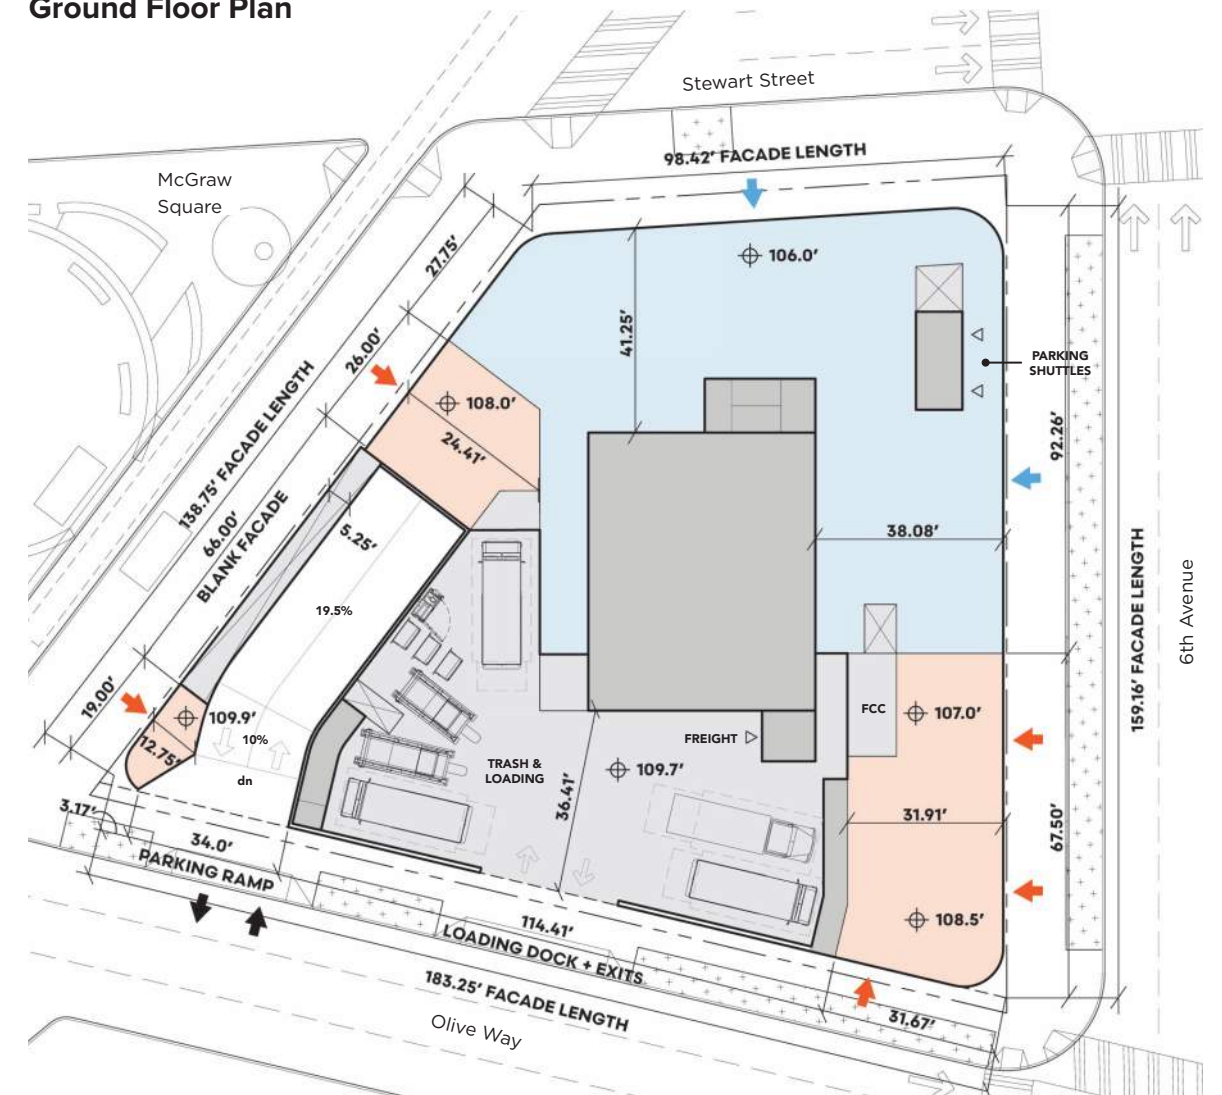 Ground Floor Plan
Stewart Street
98.42' FACADE LENGTH
McGraw
Square
27.75'
106.0'
26.00'
41.25'
PARKING
SHUTTLES
138.75' FACADE LENGTH
108.0'
24.41'
92.26'
66.00'
BLANK FACADE
5.25'
38.08'
159.16' FACADE LENGTH
6th Avenue
19.5%
19.00'
109.9'
FCC
107.0'
12.75'
10%
dn
FREIGHT
TRASH &
LOADING
109.7'
36.41'
31.91'
67.50'
3.17'
34.0'
PARKING RAMP
114.41'
LOADING DOCK + EXITS
108.5'
183.25' FACADE LENGTH
31.67'
Olive Way